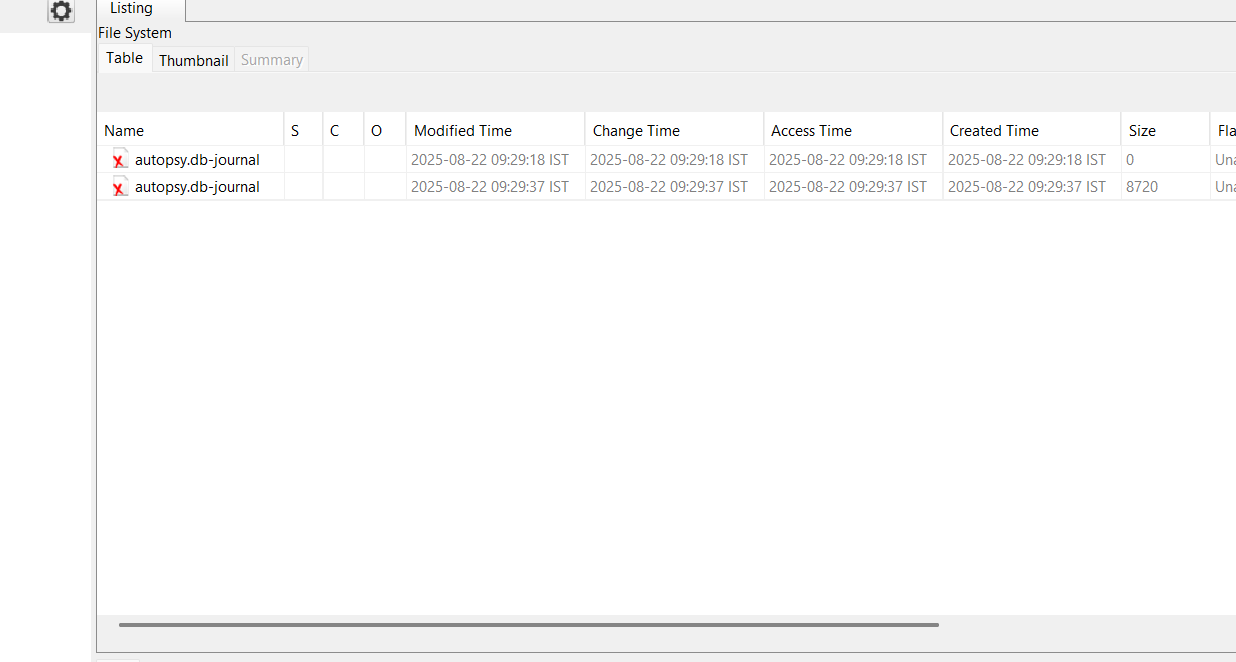 Listing
File System
Table Thumbnail Summary
Name S C O Modified Time Change Time Access Time Created Time Size Fla
autopsy.db-journal 2025-08-22 09:29:18 IST 2025-08-22 09:29:18 IST 2025-08-22 09:29:18 IST 2025-08-22 09:29:18 IST 0 Una
autopsy.db-journal 2025-08-22 09:29:37 IST 2025-08-22 09:29:37 IST 2025-08-22 09:29:37 IST 2025-08-22 09:29:37 IST 8720 Una